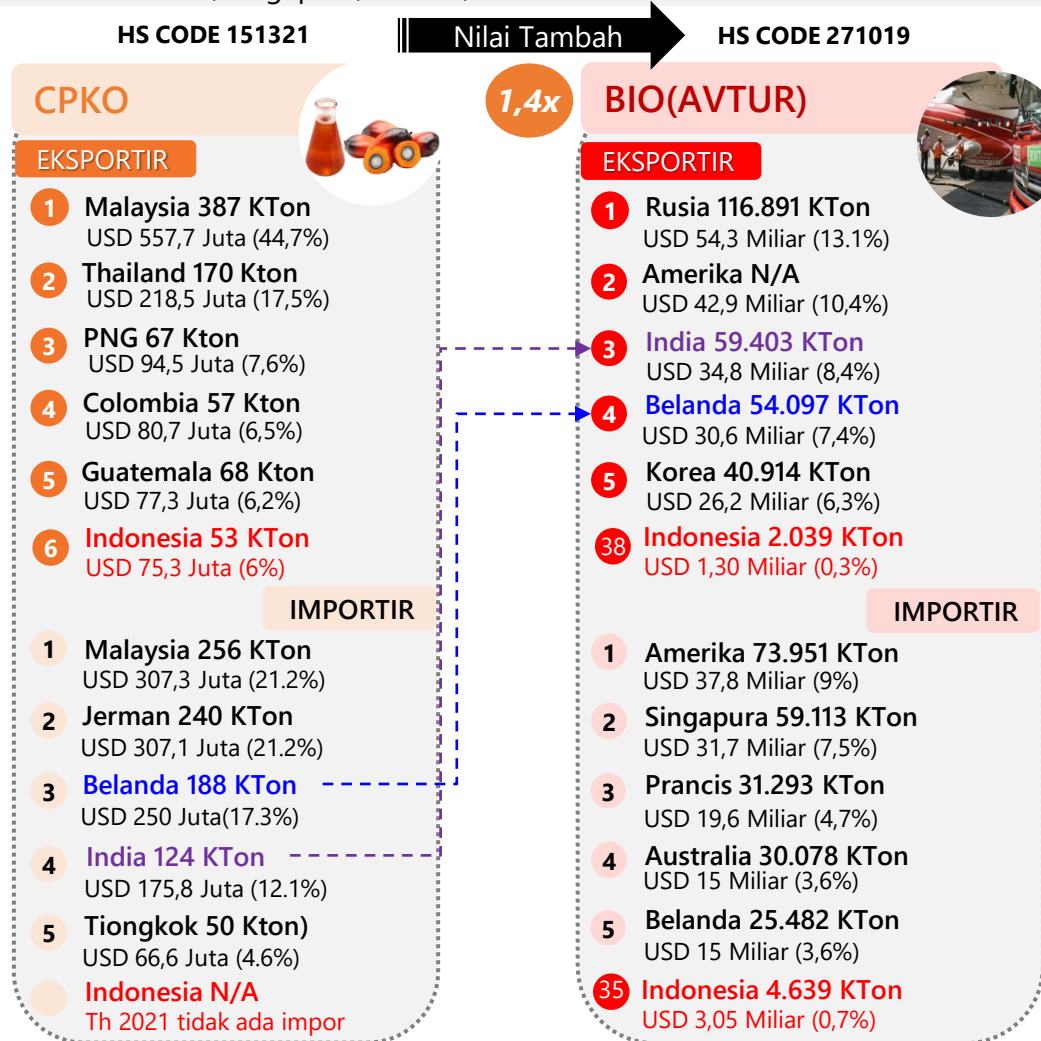 HS CODE 151321
Nilai Tambah
HS CODE 271019
CPKO
1,4x
BIO(AVTUR)
EKSPORTIR
1 Malaysia 387 KTon
USD 557,7 Juta (44,7%)
2 Thailand 170 Kton
USD 218,5 Juta (17,5%)
3 PNG 67 Kton
USD 94,5 Juta (7,6%)
4 Colombia 57 Kton
USD 80,7 Juta (6,5%)
5 Guatemala 68 Kton
USD 77,3 Juta (6,2%)
6 Indonesia 53 KTon
USD 75,3 Juta (6%)
IMPORTIR
1 Malaysia 256 KTon
USD 307,3 Juta (21.2%)
2 Jerman 240 KTon
USD 307,1 Juta (21.2%)
3 Belanda 188 KTon
USD 250 Juta(17.3%)
4 India 124 KTon
USD 175,8 Juta (12.1%)
5 Tiongkok 50 Kton)
USD 66,6 Juta (4.6%)
Indonesia N/A
Th 2021 tidak ada impor
EKSPORTIR
1 Rusia 116.891 KTon
USD 54,3 Miliar (13.1%)
2 Amerika N/A
USD 42,9 Miliar (10,4%)
3 India 59.403 KTon
USD 34,8 Miliar (8,4%)
4 Belanda 54.097 KTon
USD 30,6 Miliar (7,4%)
5 Korea 40.914 KTon
USD 26,2 Miliar (6,3%)
38 Indonesia 2.039 KTon
USD 1,30 Miliar (0,3%)
IMPORTIR
1 Amerika 73.951 KTon
USD 37,8 Miliar (9%)
2 Singapura 59.113 KTon
USD 31,7 Miliar (7,5%)
3 Prancis 31.293 KTon
USD 19,6 Miliar (4,7%)
4 Australia 30.078 KTon
USD 15 Miliar (3,6%)
5 Belanda 25.482 KTon
USD 15 Miliar (3,6%)
35 Indonesia 4.639 KTon
USD 3,05 Miliar (0,7%)